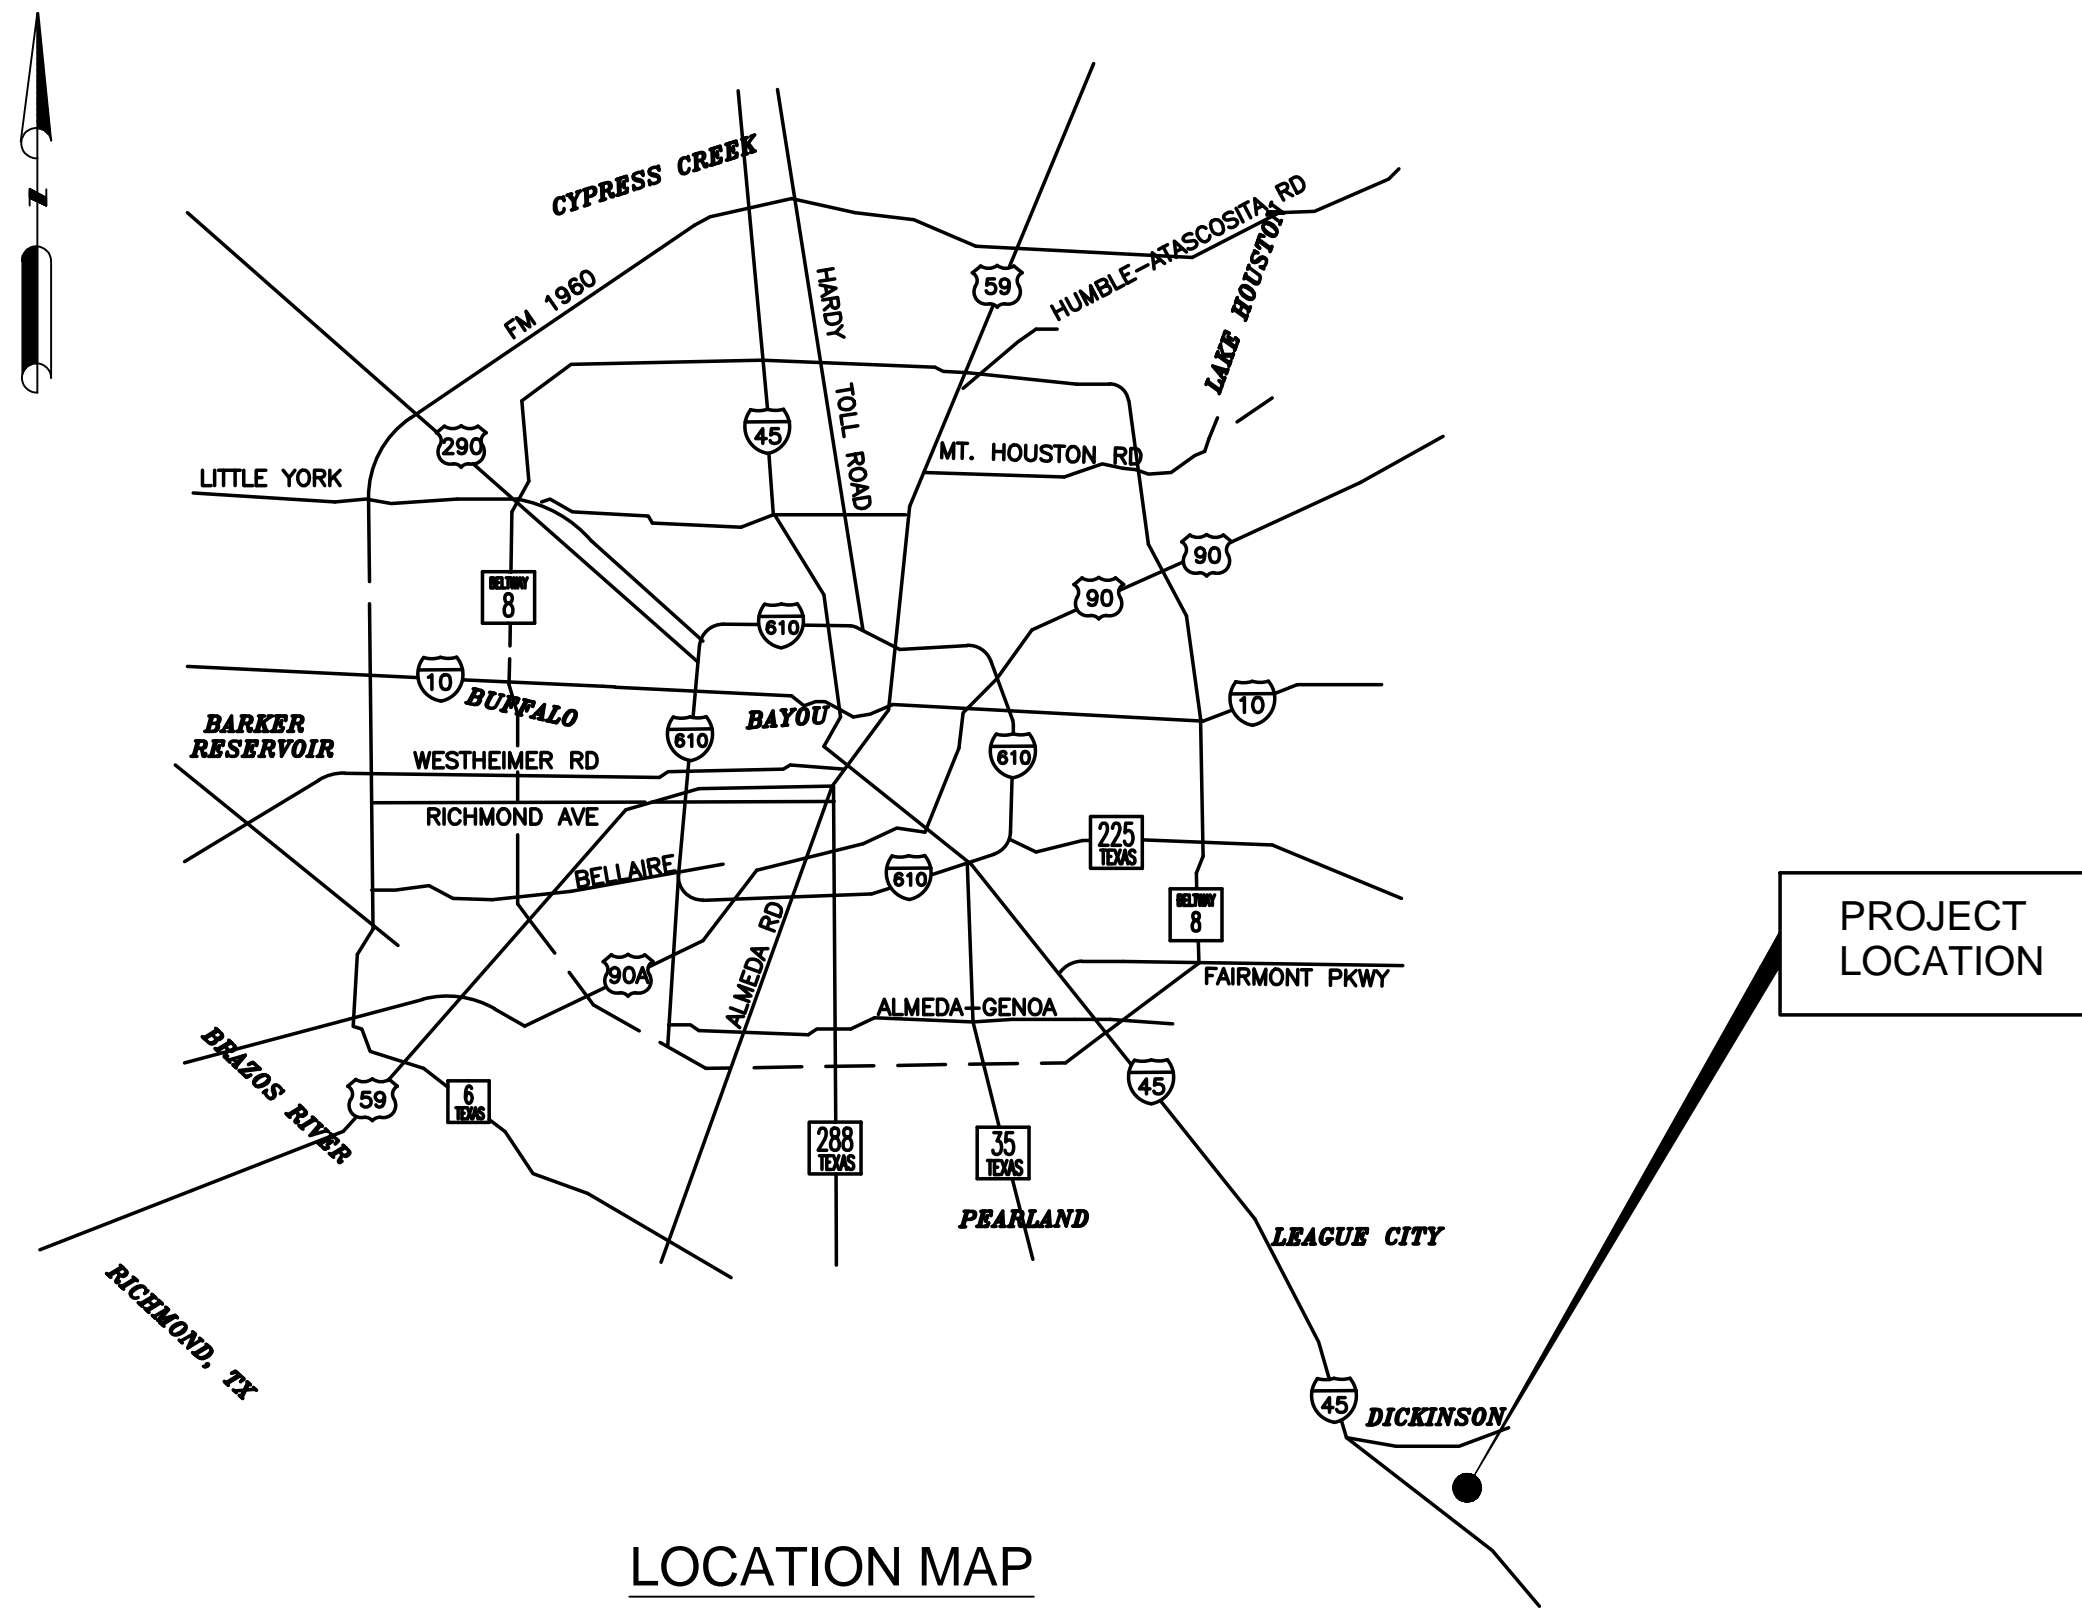 N
CYPRESS CREEK
HUMBLE-ATASCOSITA RD
LAKE HOUSTON
59
HARDY TOLL ROAD
FM 1960
45
290
LITTLE YORK
MT. HOUSTON RD
90
90
BELTWAY
8
610
10
BUFFALO BAYOU
10
BARKER
RESERVOIR
610
610
WESTHEIMER RD
RICHMOND AVE
225
TEXAS
BELLAIRE
610
BELTWAY
8
PROJECT
LOCATION
ALMEDA RD
90A
FAIRMONT PKWY
ALMEDA-GENOA
BRAZOS RIVER
59
6
TEXAS
45
288
TEXAS
35
TEXAS
PEARLAND
LEAGUE CITY
RICHMOND, TX
45
DICKINSON
LOCATION MAP